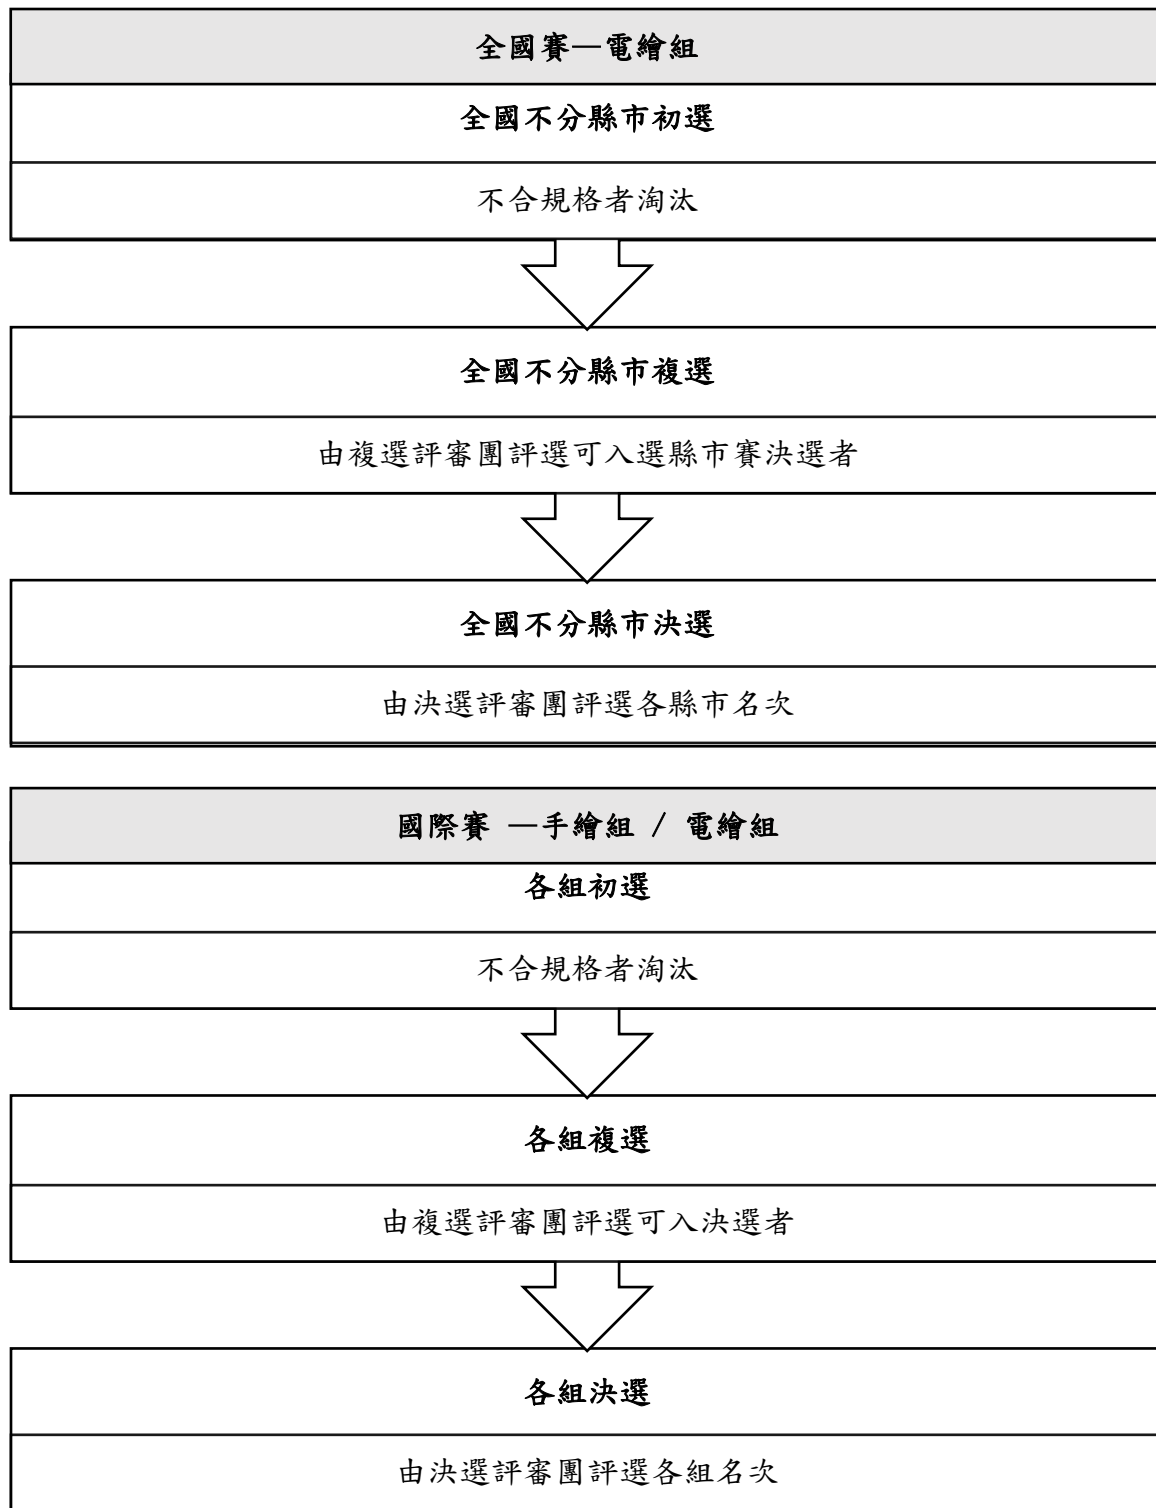 全國賽—電繪組
全國不分縣市初選
不合規格者淘汰
全國不分縣市複選
由複選評審團評選可入選縣市賽決選者
全國不分縣市決選
由決選評審團評選各縣市名次
國際賽 —手繪組 / 電繪組
各組初選
不合規格者淘汰
各組複選
由複選評審團評選可入決選者
各組決選
由決選評審團評選各組名次